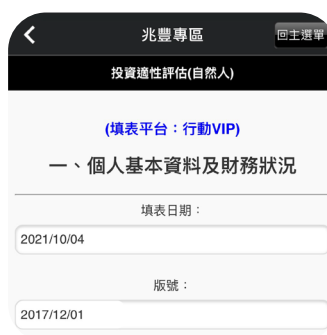 兆豐專區
回主選單
投資適性評估(自然人)
(填表平台：行動VIP)
一、個人基本資料及財務狀況
填表日期：
2021/10/04
版號：
2017/12/01